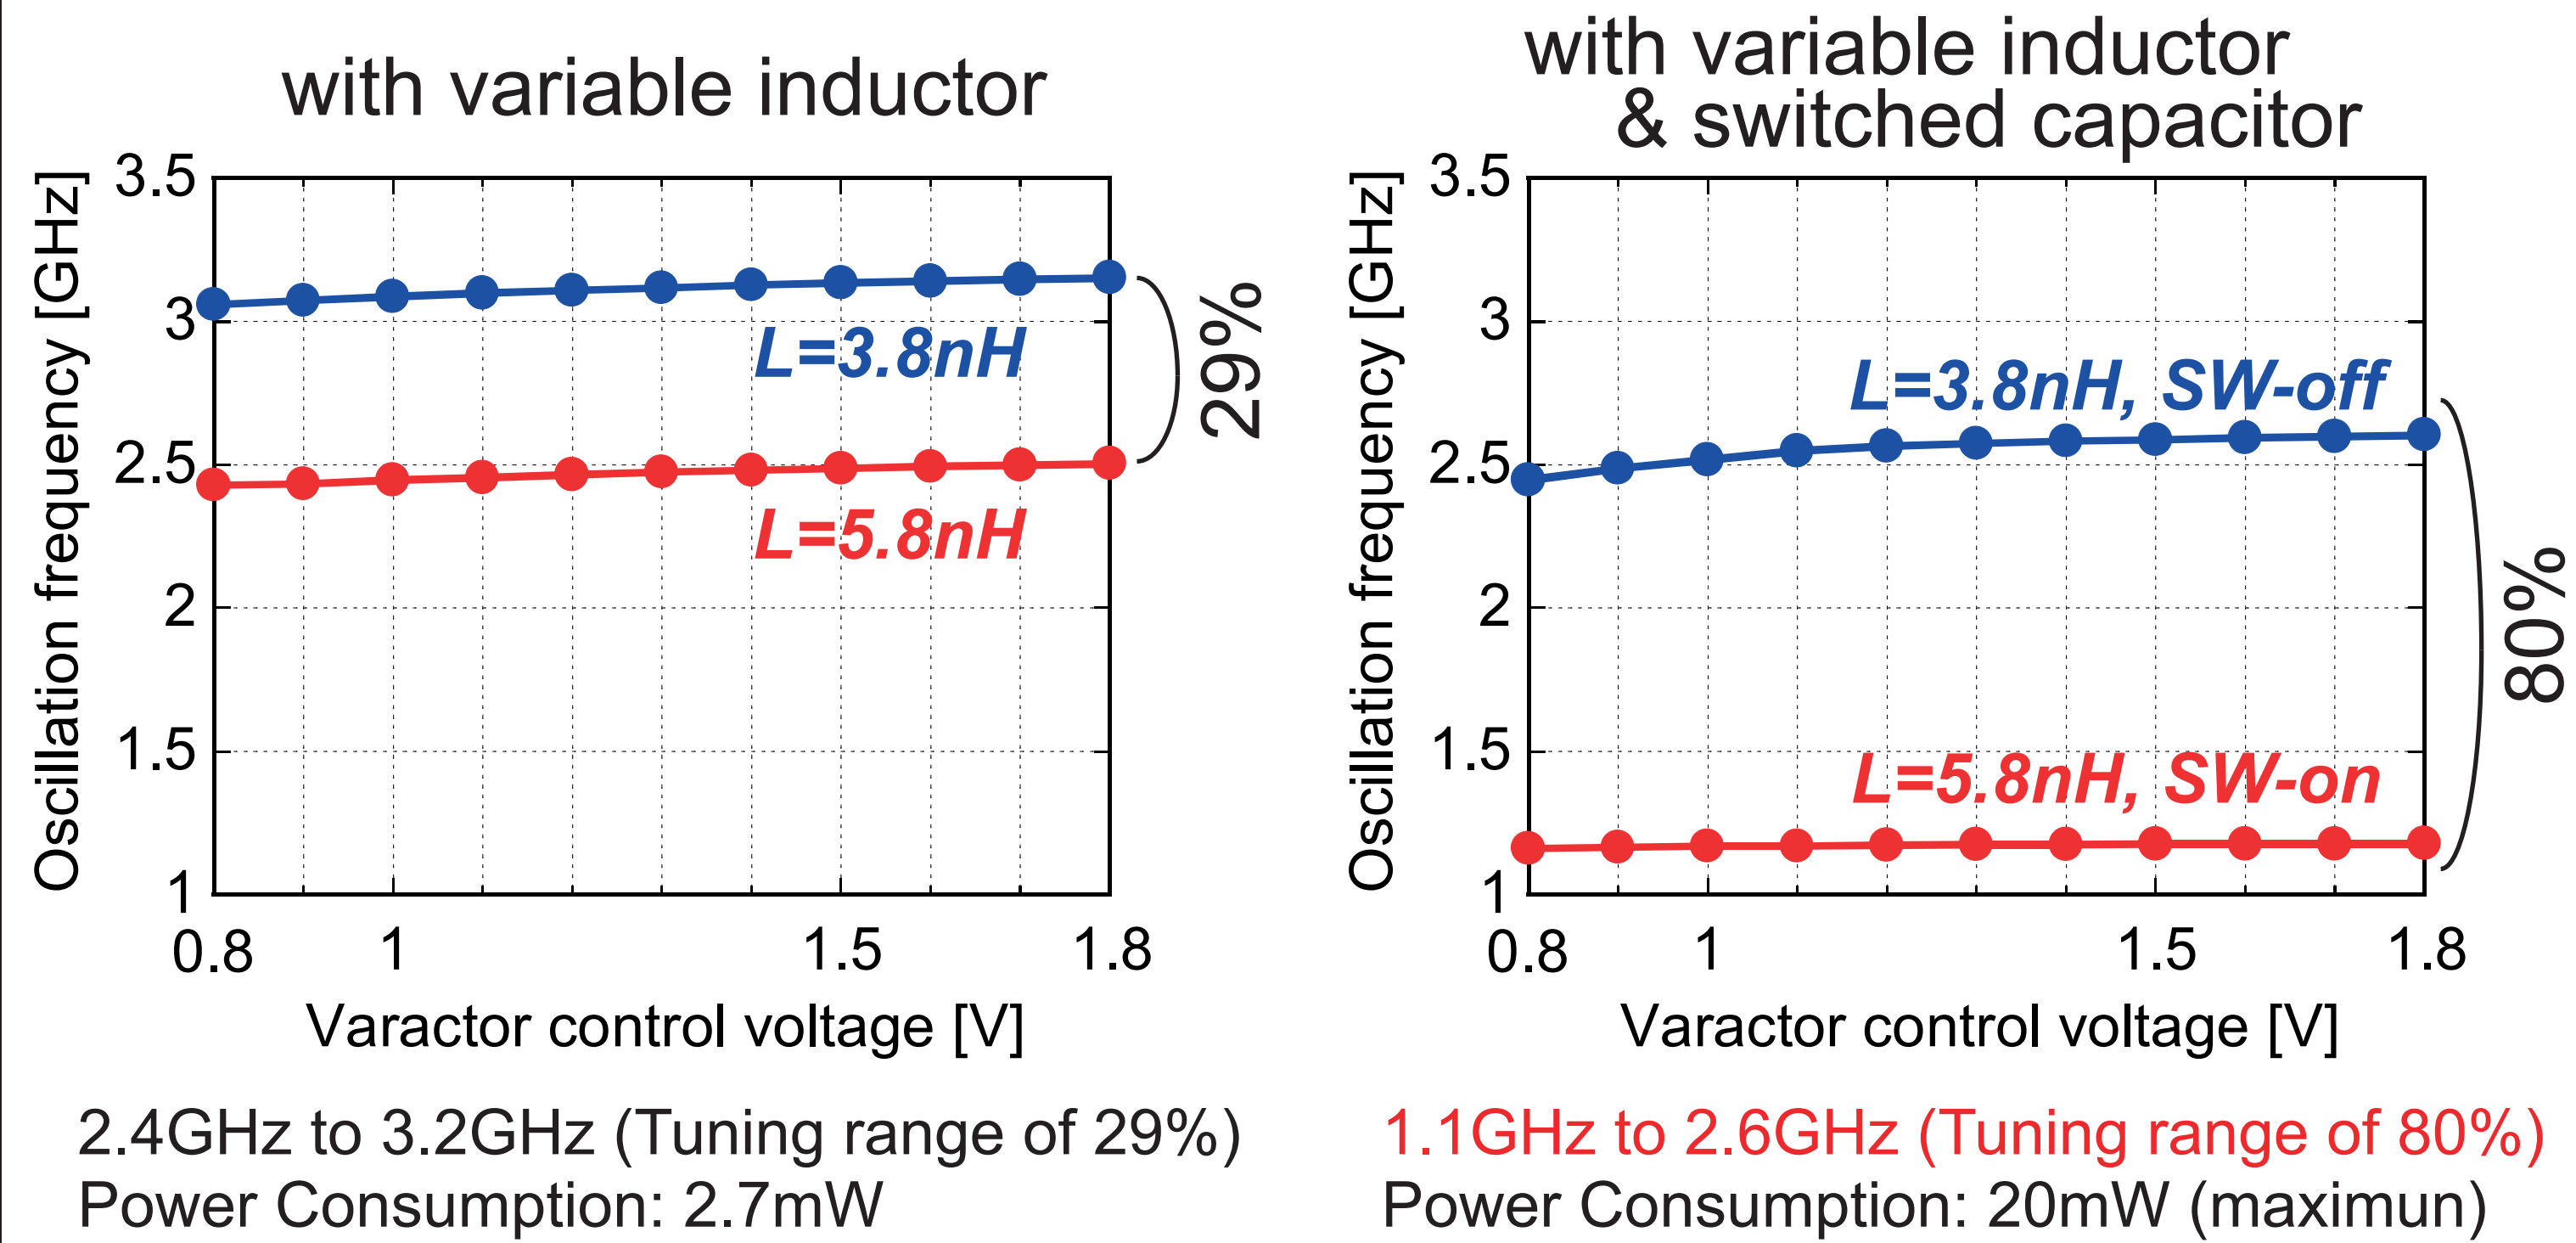 with variable inductor
Oscillation frequency [GHz]
3.5
3
2.5
2
1.5
1
0.8
1
1.5
1.8
L=3.8nH
L=5.8nH
29%
Varactor control voltage [V]
2.4GHz to 3.2GHz (Tuning range of 29%)
Power Consumption: 2.7mW
with variable inductor
& switched capacitor
Oscillation frequency [GHz]
3.5
3
2.5
2
1.5
1
0.8
1
1.5
1.8
L=3.8nH, SW-off
L=5.8nH, SW-on
80%
Varactor control voltage [V]
1.1GHz to 2.6GHz (Tuning range of 80%)
Power Consumption: 20mW (maximun)